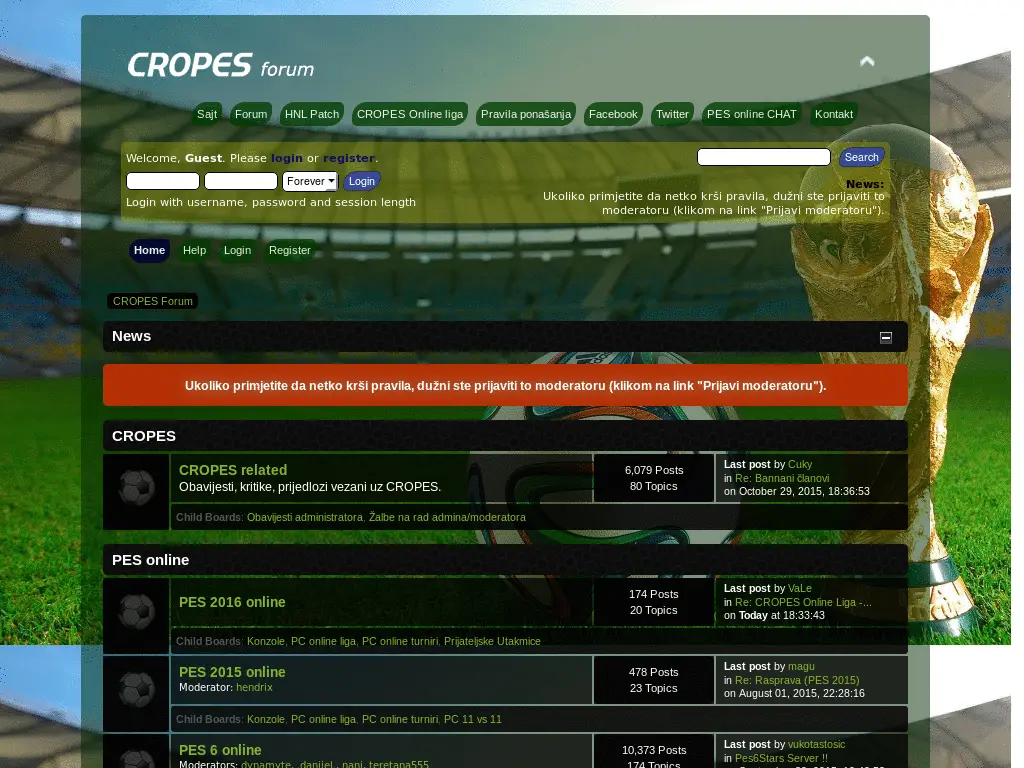 CROPES forum
Sajt Forum HNL Patch CROPES Online liga Pravila ponašanja Facebook Twitter PES online CHAT Kontakt
Welcome, Guest. Please login or register.
Forever Login
Login with username, password and session length
Search
News:
Ukoliko primjetite da netko krši pravila, dužni ste prijaviti to
moderatoru (klikom na link "Prijavi moderatoru").
Home Help Login Register
CROPES Forum
News
Ukoliko primjetite da netko krši pravila, dužni ste prijaviti to moderatoru (klikom na link "Prijavi moderatoru").
CROPES
CROPES related
Obavijesti, kritike, prijedlozi vezani uz CROPES.
6,079 Posts
80 Topics
Last post by Cuky
in Re: Bannani članovi
on October 29, 2015, 18:36:53
Child Boards: Obavijesti administratora, Žalbe na rad admina/moderatora
PES online
PES 2016 online
174 Posts
20 Topics
Last post by VaLe
in Re: CROPES Online Liga -...
on Today at 18:33:43
Child Boards: Konzole, PC online liga, PC online turniri, Prijateljske Utakmice
PES 2015 online
Moderator: hendrix
478 Posts
23 Topics
Last post by magu
in Re: Rasprava (PES 2015)
on August 01, 2015, 22:28:16
Child Boards: Konzole, PC online liga, PC online turniri, PC 11 vs 11
PES 6 online
Moderators: dynamyte, .danijel., nani, teretana555
10,373 Posts
174 Topics
Last post by vukotastosic
in Pes6Stars Server !!